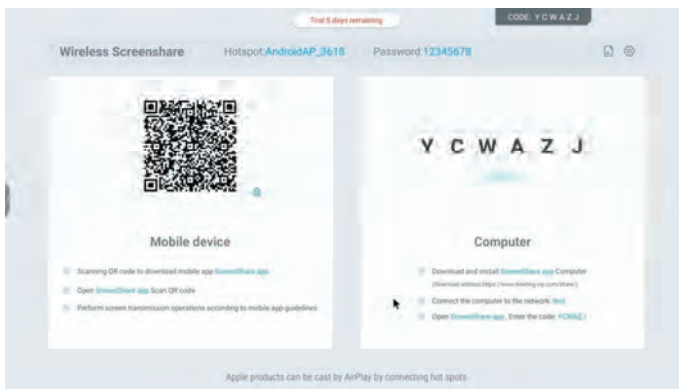 Trial 5 days remaining
CODE: Y C W A Z J
Wireless Screenshare
Hotspot:AndroidAP_3618
Password:12345678
Y C W A Z J
Mobile device
Scanning QR code to download mobile app ScreenShare app
Open ScreenShare app Scan QR code
Perform screen transmission operations according to mobile app guidelines
Computer
Download and install ScreenShare app Computer
Connect the computer to the network:
Open ScreenShare app , Enter the code: YCWAZJ
Apple products can be cast by AirPlay by connecting hot spots